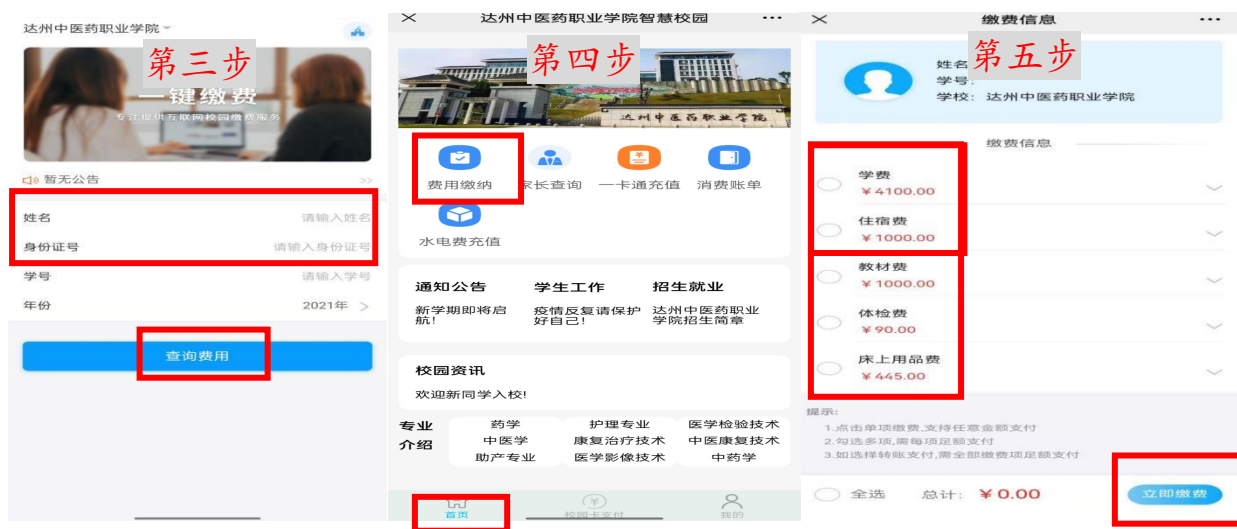 达州中医药职业学院
第三步
一键缴费
专注提供互联网校园缴费服务
暂无公告
>>
姓名 请输入姓名
身份证号 请输入身份证号
学号 请输入学号
年份 2021年 >
查询费用
× 达州中医药职业学院智慧校园 •••
第四步
达州中医药职业学院
费用缴纳 家长查询 一卡通充值 消费账单
水电费充值
通知公告 学生工作 招生就业
新学期即将启航! 疫情反复请保护好自己! 达州中医药职业学院招生简章
校园资讯
欢迎新同学入校!
专业介绍
药学 护理专业 医学检验技术
中医学 康复治疗技术 中医康复技术
助产专业 医学影像技术 中药学
首页 校园卡支付 我的
× 缴费信息 •••
第五步
姓名
学号:
学校: 达州中医药职业学院
缴费信息
学费
¥4100.00
住宿费
¥1000.00
教材费
¥1000.00
体检费
¥90.00
床上用品费
¥445.00
提示:
1.点击单项缴费,支持任意金额支付
2.勾选多项,需每项足额支付
3.如选择转账支付,需全部缴费项足额支付
全选 总计: ¥0.00 立即缴费